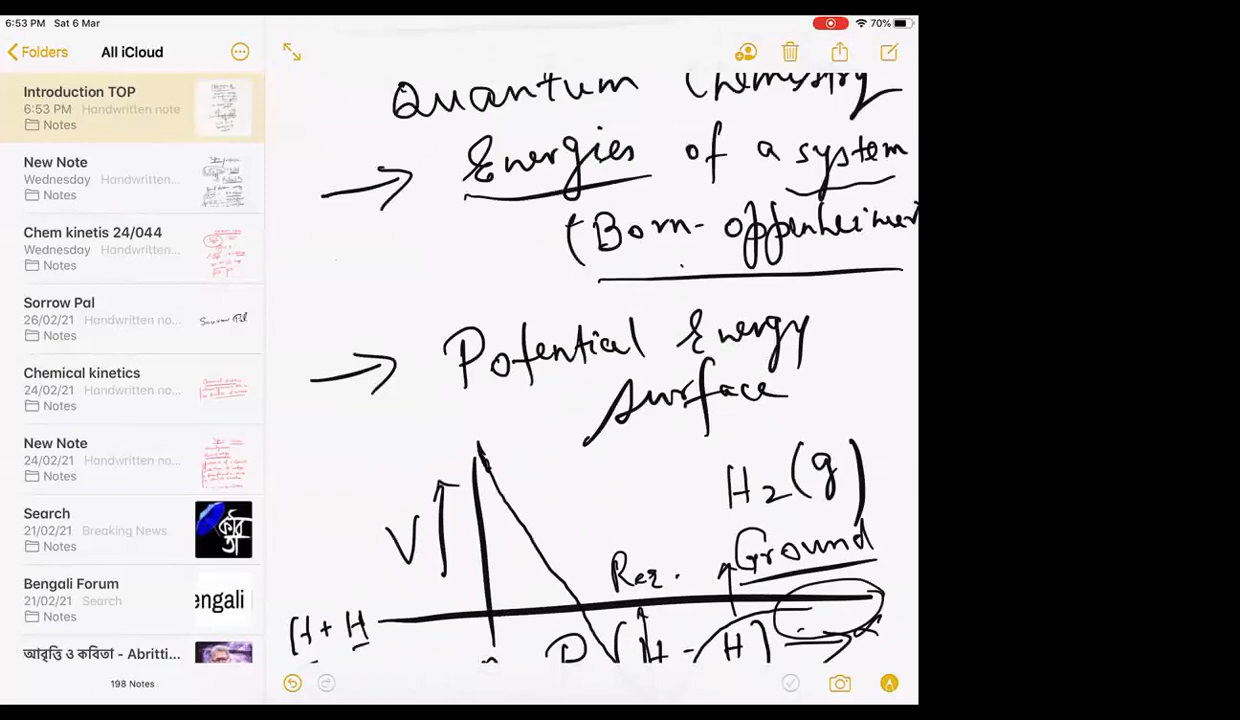 6:53 PM Sat 6 Mar
70%
Folders
All iCloud
Introduction TOP
6:53 PM Handwritten note
Notes
New Note
Wednesday Handwritten...
Notes
Chem kinetis 24/044
Wednesday Handwritten...
Notes
Sorrow Pal
26/02/21 Handwritten no...
Notes
Chemical kinetics
24/02/21 Handwritten no...
Notes
New Note
24/02/21 Handwritten no...
Notes
Search
21/02/21 Breaking News
Notes
Bengali Forum
21/02/21 Search
Notes
engali
আবৃত্তি ও কবিতা - Abritti...
198 Notes
Quantum Chemistry
→ Energies of a system
(Born-oppenheimer
→ Potential Energy
surface
H2(g)
V
Ground
Rez.
H + H
H - H